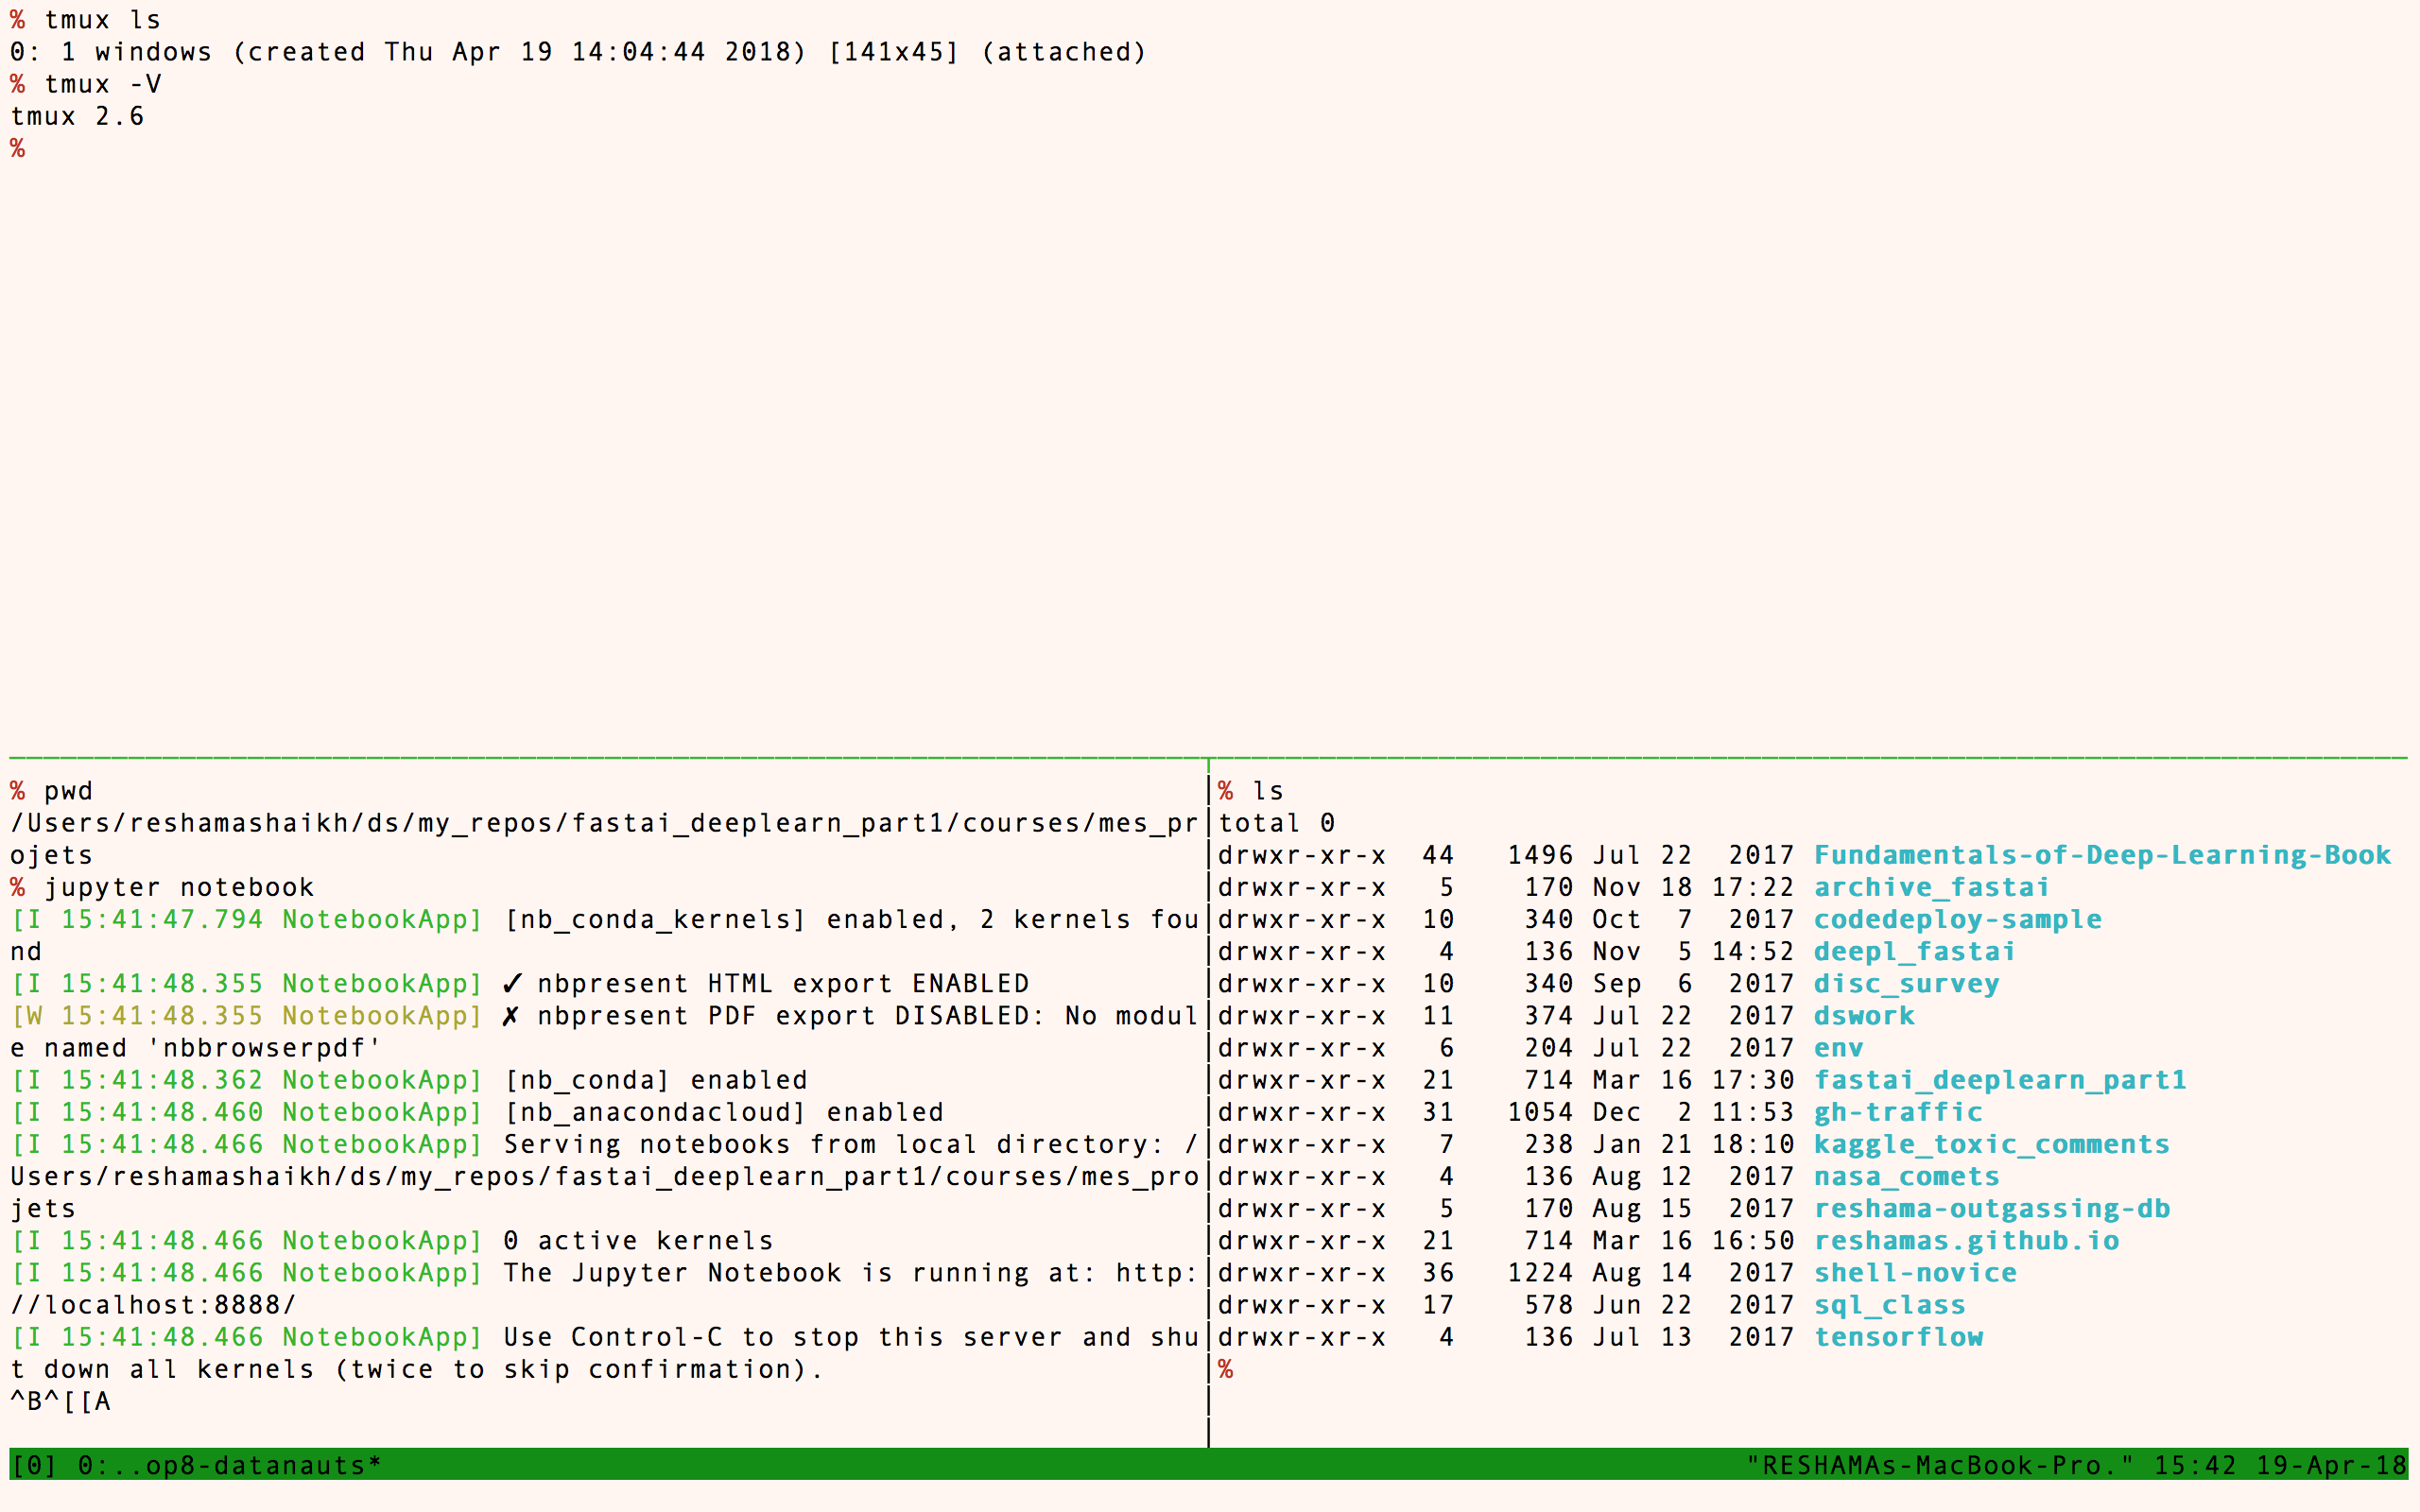 % tmux ls
0: 1 windows (created Thu Apr 19 14:04:44 2018) [141x45] (attached)
% tmux -V
tmux 2.6
%
% pwd
/Users/reshamashaikh/ds/my_repos/fastai_deeplearn_part1/courses/mes_pr
ojets
% jupyter notebook
[I 15:41:47.794 NotebookApp] [nb_conda_kernels] enabled, 2 kernels fou
nd
[I 15:41:48.355 NotebookApp] ✓ nbpresent HTML export ENABLED
[W 15:41:48.355 NotebookApp] ✗ nbpresent PDF export DISABLED: No modul
e named 'nbbrowserpdf'
[I 15:41:48.362 NotebookApp] [nb_conda] enabled
[I 15:41:48.460 NotebookApp] [nb_anacondacloud] enabled
[I 15:41:48.466 NotebookApp] Serving notebooks from local directory: /
Users/reshamashaikh/ds/my_repos/fastai_deeplearn_part1/courses/mes_pro
jets
[I 15:41:48.466 NotebookApp] 0 active kernels
[I 15:41:48.466 NotebookApp] The Jupyter Notebook is running at: http:
//localhost:8888/
[I 15:41:48.466 NotebookApp] Use Control-C to stop this server and shu
t down all kernels (twice to skip confirmation).
^B^[[A
% ls
total 0
drwxr-xr-x  44   1496 Jul 22  2017 Fundamentals-of-Deep-Learning-Book
drwxr-xr-x   5    170 Nov 18 17:22 archive_fastai
drwxr-xr-x  10    340 Oct  7  2017 codedeploy-sample
drwxr-xr-x   4    136 Nov  5 14:52 deepl_fastai
drwxr-xr-x  10    340 Sep  6  2017 disc_survey
drwxr-xr-x  11    374 Jul 22  2017 dswork
drwxr-xr-x   6    204 Jul 22  2017 env
drwxr-xr-x  21    714 Mar 16 17:30 fastai_deeplearn_part1
drwxr-xr-x  31   1054 Dec  2 11:53 gh-traffic
drwxr-xr-x   7    238 Jan 21 18:10 kaggle_toxic_comments
drwxr-xr-x   4    136 Aug 12  2017 nasa_comets
drwxr-xr-x   5    170 Aug 15  2017 reshama-outgassing-db
drwxr-xr-x  21    714 Mar 16 16:50 reshamas.github.io
drwxr-xr-x  36   1224 Aug 14  2017 shell-novice
drwxr-xr-x  17    578 Jun 22  2017 sql_class
drwxr-xr-x   4    136 Jul 13  2017 tensorflow
%
[0] 0:..op8-datanauts* "RESHAMAs-MacBook-Pro." 15:42 19-Apr-18